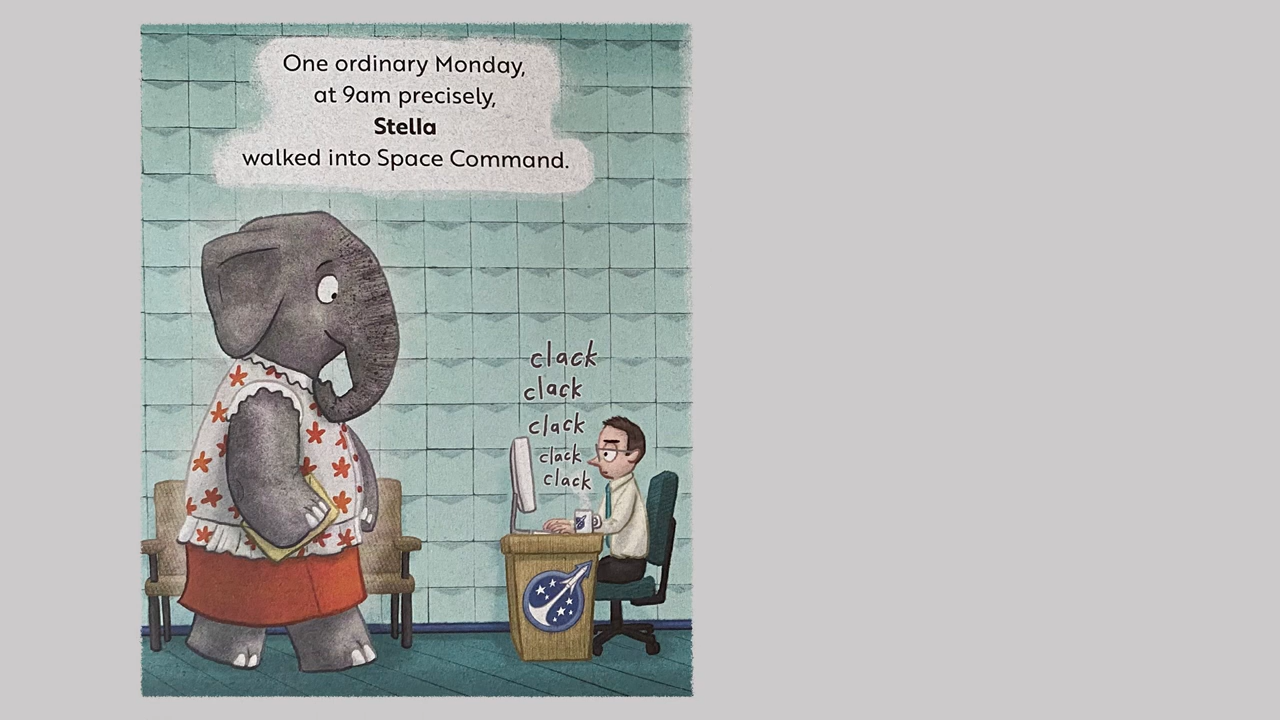 One ordinary Monday,
at 9am precisely,
Stella
walked into Space Command.
clack
clack
clack
clack
clack